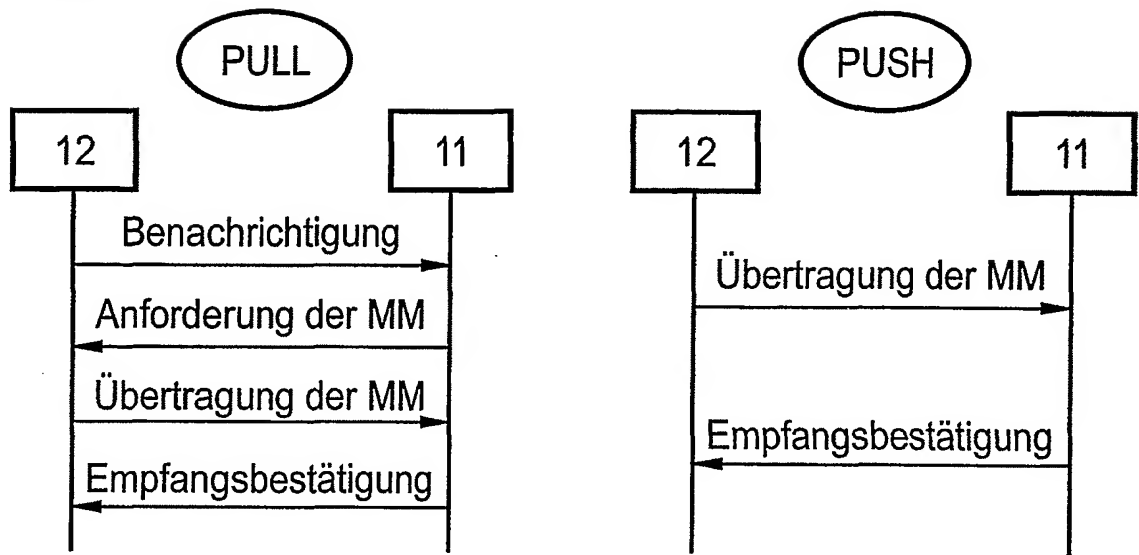 PULL
12
11
Benachrichtigung
Anforderung der MM
Übertragung der MM
Empfangsbestätigung
PUSH
12
11
Übertragung der MM
Empfangsbestätigung